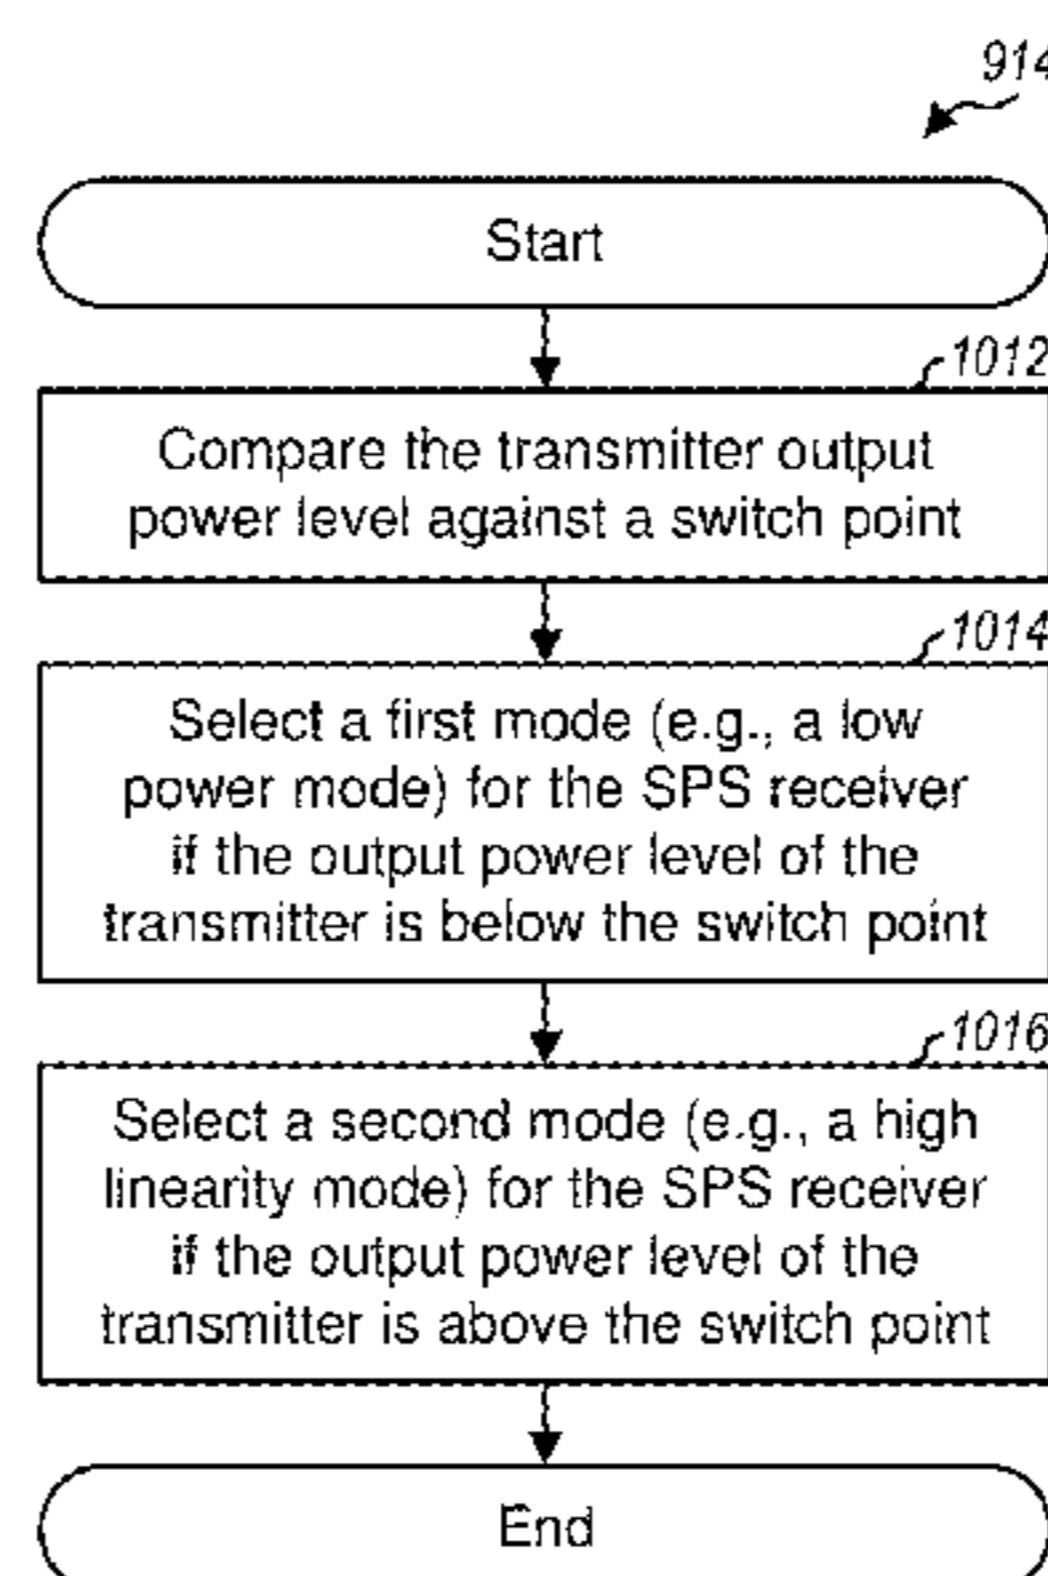 914
Start
1012
Compare the transmitter output
power level against a switch point
1014
Select a first mode (e.g., a low
power mode) for the SPS receiver
if the output power level of the
transmitter is below the switch point
1016
Select a second mode (e.g., a high
linearity mode) for the SPS receiver
if the output power level of the
transmitter is above the switch point
End